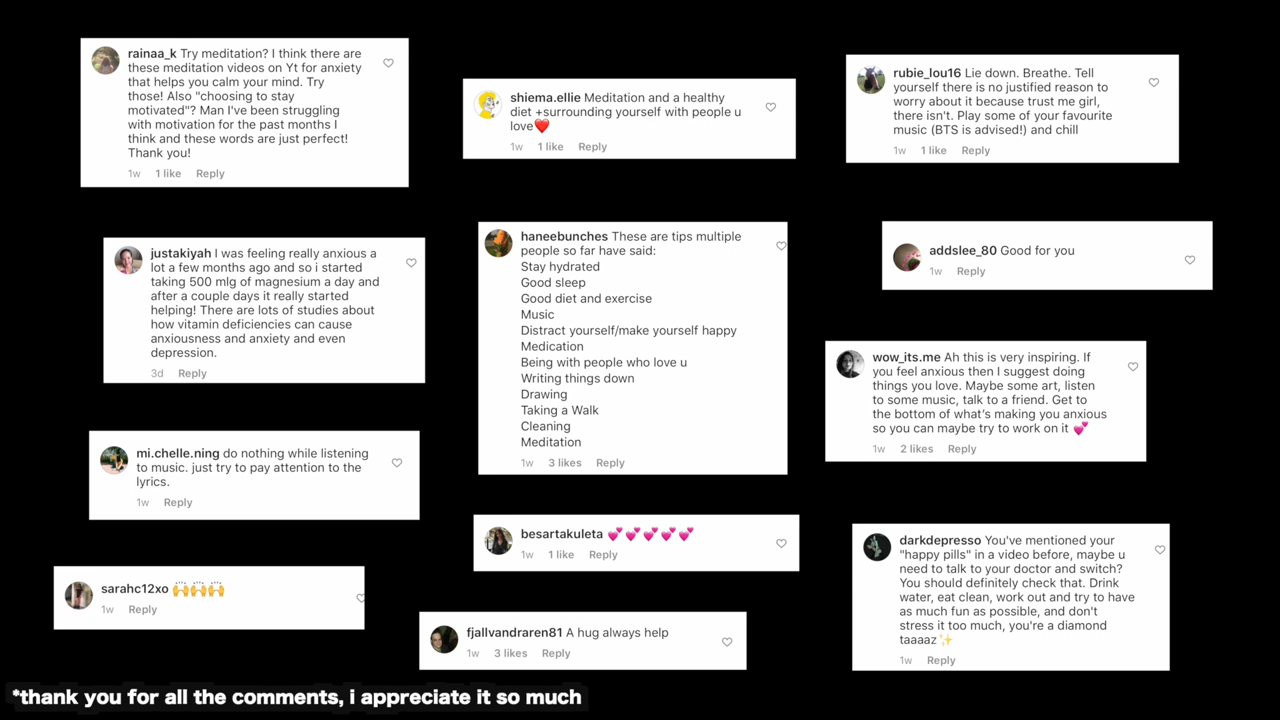 rainaa_k Try meditation? I think there are
these meditation videos on Yt for anxiety
that helps you calm your mind. Try
those! Also "choosing to stay
motivated"? Man I've been struggling
with motivation for the past months I
think and these words are just perfect!
Thank you!
1w 1 like Reply
shiema.ellie Meditation and a healthy
diet +surrounding yourself with people u
love❤️
1w 1 like Reply
rubie_lou16 Lie down. Breathe. Tell
yourself there is no justified reason to
worry about it because trust me girl,
there isn't. Play some of your favourite
music (BTS is advised!) and chill
1w 1 like Reply
justakiyah I was feeling really anxious a
lot a few months ago and so i started
taking 500 mlg of magnesium a day and
after a couple days it really started
helping! There are lots of studies about
how vitamin deficiencies can cause
anxiousness and anxiety and even
depression.
3d Reply
haneebunches These are tips multiple
people so far have said:
Stay hydrated
Good sleep
Good diet and exercise
Music
Distract yourself/make yourself happy
Medication
Being with people who love u
Writing things down
Drawing
Taking a Walk
Cleaning
Meditation
1w 3 likes Reply
addslee_80 Good for you
1w Reply
wow_its.me Ah this is very inspiring. If
you feel anxious then I suggest doing
things you love. Maybe some art, listen
to some music, talk to a friend. Get to
the bottom of what's making you anxious
so you can maybe try to work on it 💕
1w 2 likes Reply
mi.chelle.ning do nothing while listening
to music. just try to pay attention to the
lyrics.
1w Reply
besartakuleta 💕💕💕💕💕
1w 1 like Reply
darkdepresso You've mentioned your
"happy pills" in a video before, maybe u
need to talk to your doctor and switch?
You should definitely check that. Drink
water, eat clean, work out and try to have
as much fun as possible, and don't
stress it too much, you're a diamond
taaaaz✨
1w Reply
sarahc12xo 🙌🙌🙌
1w Reply
fjallvandraren81 A hug always help
1w 3 likes Reply
*thank you for all the comments, i appreciate it so much